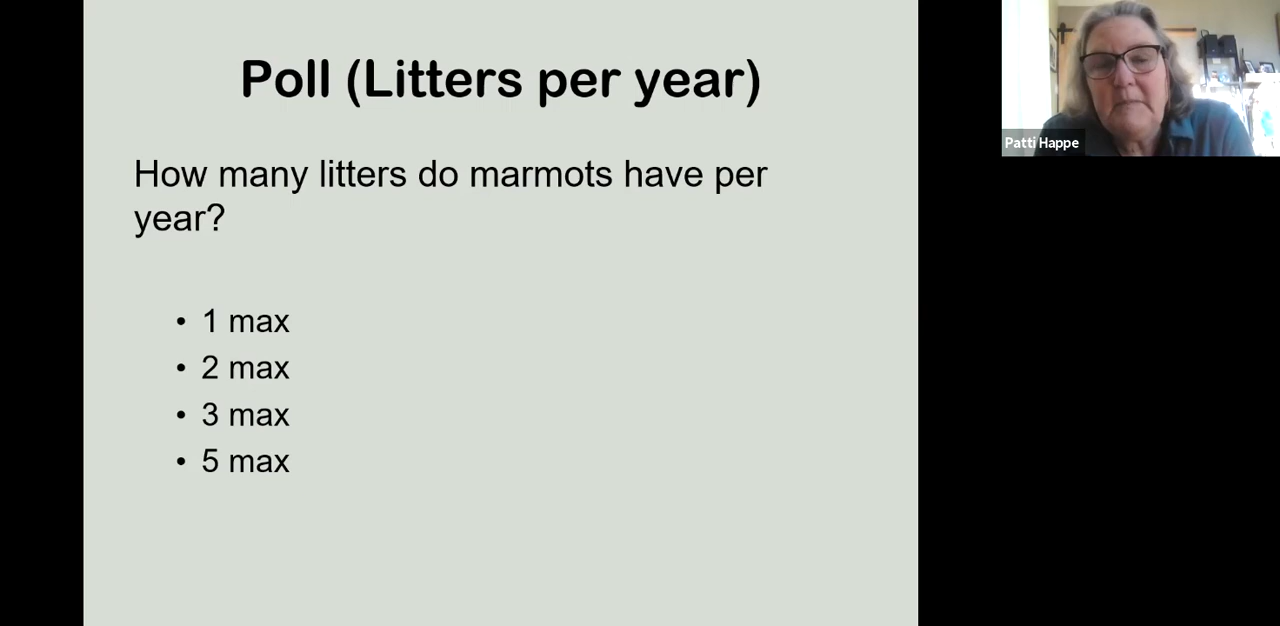 Poll (Litters per year)
How many litters do marmots have per
year?
• 1 max
• 2 max
• 3 max
• 5 max
Patti Happe